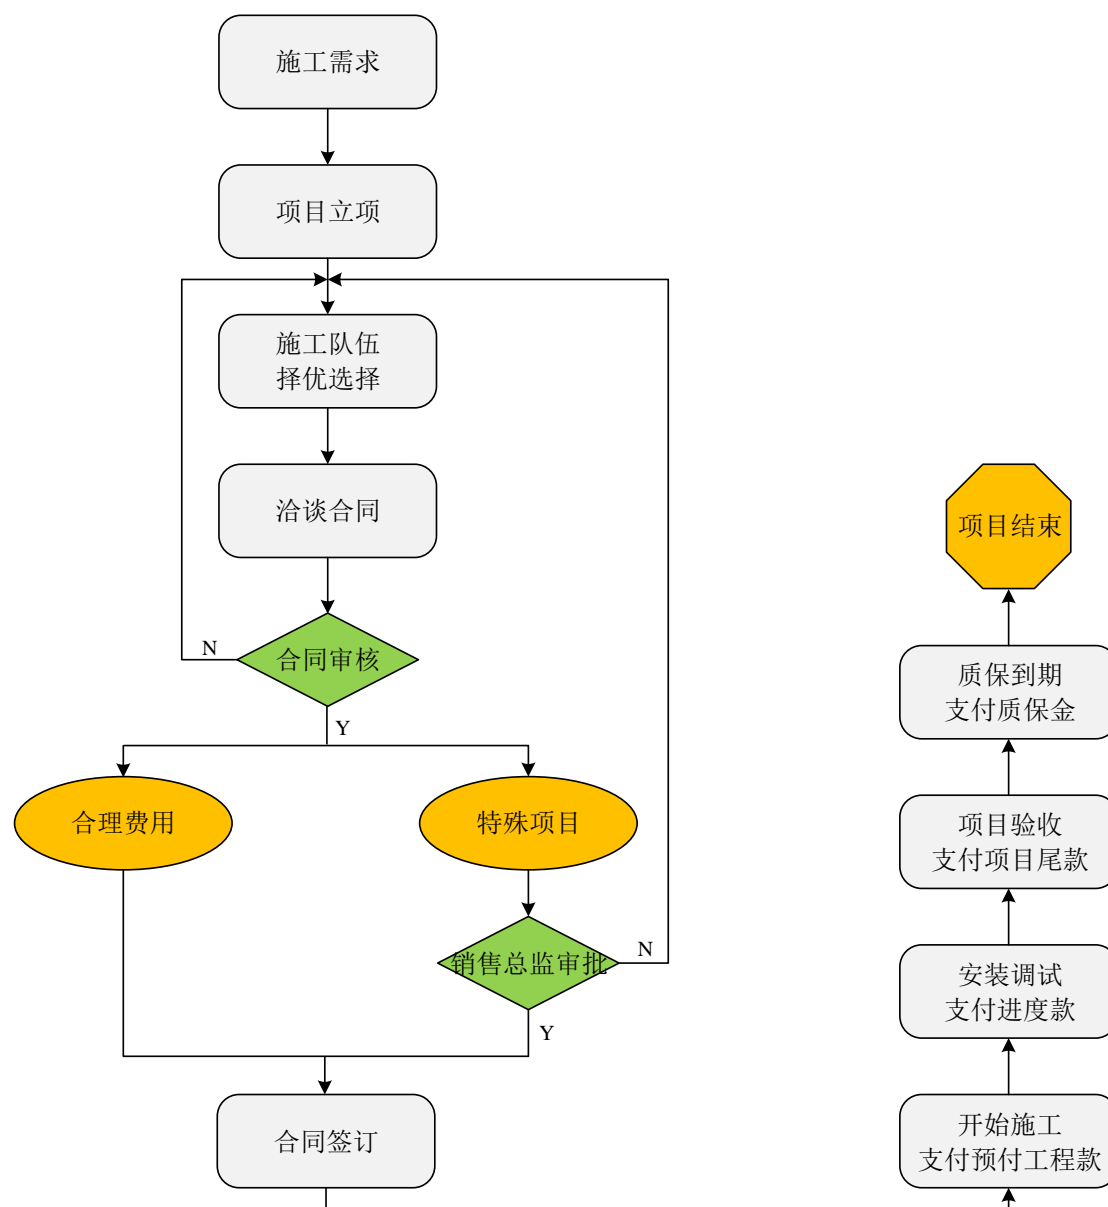 施工需求
项目立项
施工队伍
择优选择
洽谈合同
合同审核
N
Y
合理费用
特殊项目
销售总监审批
N
Y
合同签订
项目结束
质保到期
支付质保金
项目验收
支付项目尾款
安装调试
支付进度款
开始施工
支付预付工程款